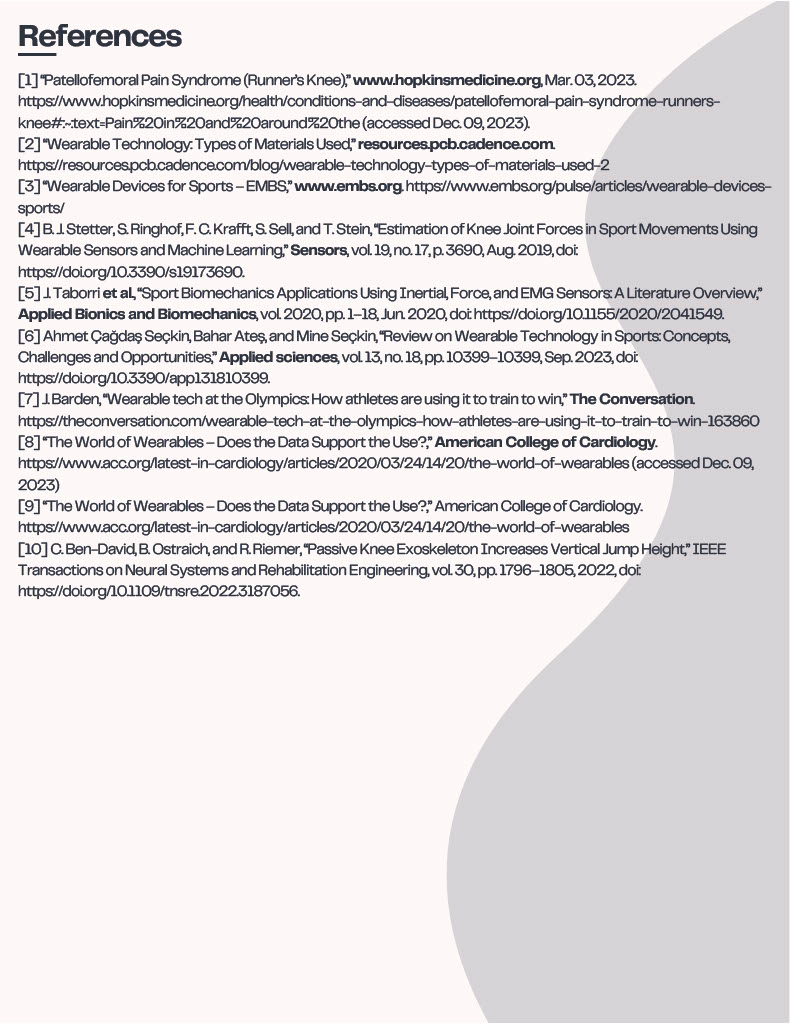 References
[1] “Patellofemoral Pain Syndrome (Runner’s Knee),” www.hopkinsmedicine.org, Mar. 03, 2023.
https://www.hopkinsmedicine.org/health/conditions-and-diseases/patellofemoral-pain-syndrome-runners-
knee#:~:text=Pain%20in%20and%20around%20the (accessed Dec. 09, 2023).
[2] “Wearable Technology: Types of Materials Used,” resources.pcb.cadence.com.
https://resources.pcb.cadence.com/blog/wearable-technology-types-of-materials-used-2
[3] “Wearable Devices for Sports – EMBS,” www.embs.org. https://www.embs.org/pulse/articles/wearable-devices-
sports/
[4] B. J. Stetter, S. Ringhof, F. C. Krafft, S. Sell, and T. Stein, “Estimation of Knee Joint Forces in Sport Movements Using
Wearable Sensors and Machine Learning,” Sensors, vol. 19, no. 17, p. 3690, Aug. 2019, doi:
https://doi.org/10.3390/s19173690.
[5] J. Taborri et al., “Sport Biomechanics Applications Using Inertial, Force, and EMG Sensors: A Literature Overview,”
Applied Bionics and Biomechanics, vol. 2020, pp. 1–18, Jun. 2020, doi: https://doi.org/10.1155/2020/2041549.
[6] Ahmet Çağdaş Seçkin, Bahar Ateş, and Mine Seçkin, “Review on Wearable Technology in Sports: Concepts,
Challenges and Opportunities,” Applied sciences, vol. 13, no. 18, pp. 10399–10399, Sep. 2023, doi:
https://doi.org/10.3390/app131810399.
[7] J. Barden, “Wearable tech at the Olympics: How athletes are using it to train to win,” The Conversation.
https://theconversation.com/wearable-tech-at-the-olympics-how-athletes-are-using-it-to-train-to-win-163860
[8] “The World of Wearables – Does the Data Support the Use?,” American College of Cardiology.
https://www.acc.org/latest-in-cardiology/articles/2020/03/24/14/20/the-world-of-wearables (accessed Dec. 09,
2023)
[9] “The World of Wearables – Does the Data Support the Use?,” American College of Cardiology.
https://www.acc.org/latest-in-cardiology/articles/2020/03/24/14/20/the-world-of-wearables
[10] C. Ben-David, B. Ostraich, and R. Riemer, “Passive Knee Exoskeleton Increases Vertical Jump Height,” IEEE
Transactions on Neural Systems and Rehabilitation Engineering, vol. 30, pp. 1796–1805, 2022, doi:
https://doi.org/10.1109/tnsre.2022.3187056.